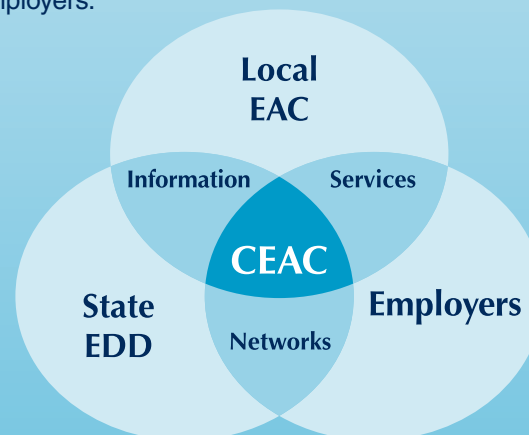 Local
EAC
Information
Services
CEAC
State
EDD
Employers
Networks